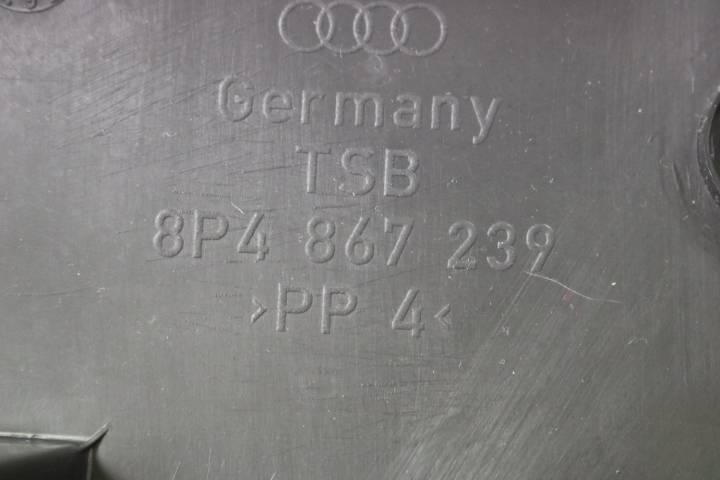 Germany
TSB
8P4 867 239
>PP 4<